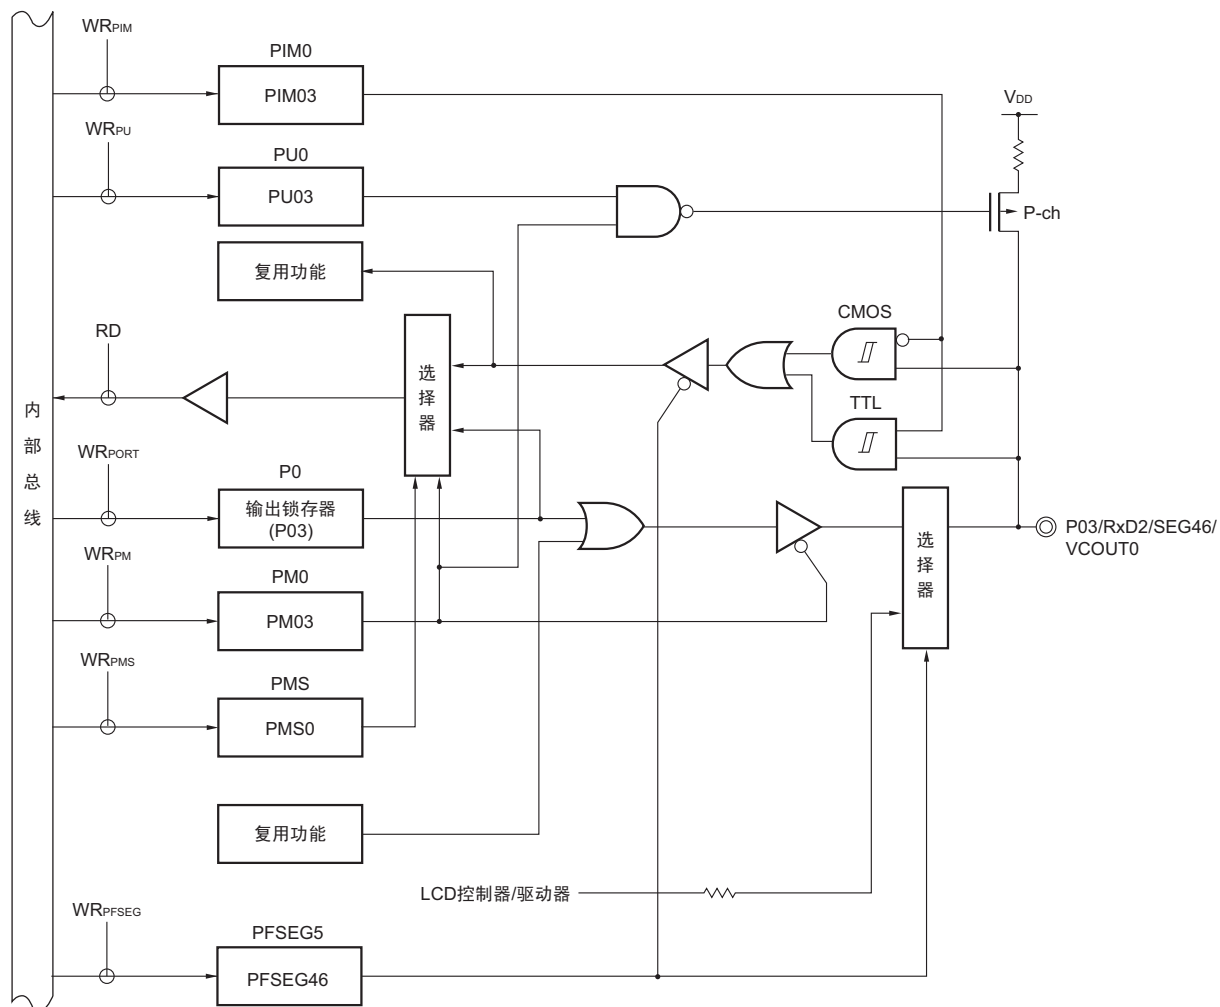 WRPIM
PIM0
PIM03
VDD
WRPU
PU0
PU03
P-ch
复用功能
CMOS
RD
选择器
TTL
内部总线
WRPORT
P0
输出锁存器
(P03)
选择器
P03/RxD2/SEG46/
VCOUT0
WRPM
PM0
PM03
WRPMS
PMS
PMS0
复用功能
LCD控制器/驱动器
WRPFSEG
PFSEG5
PFSEG46